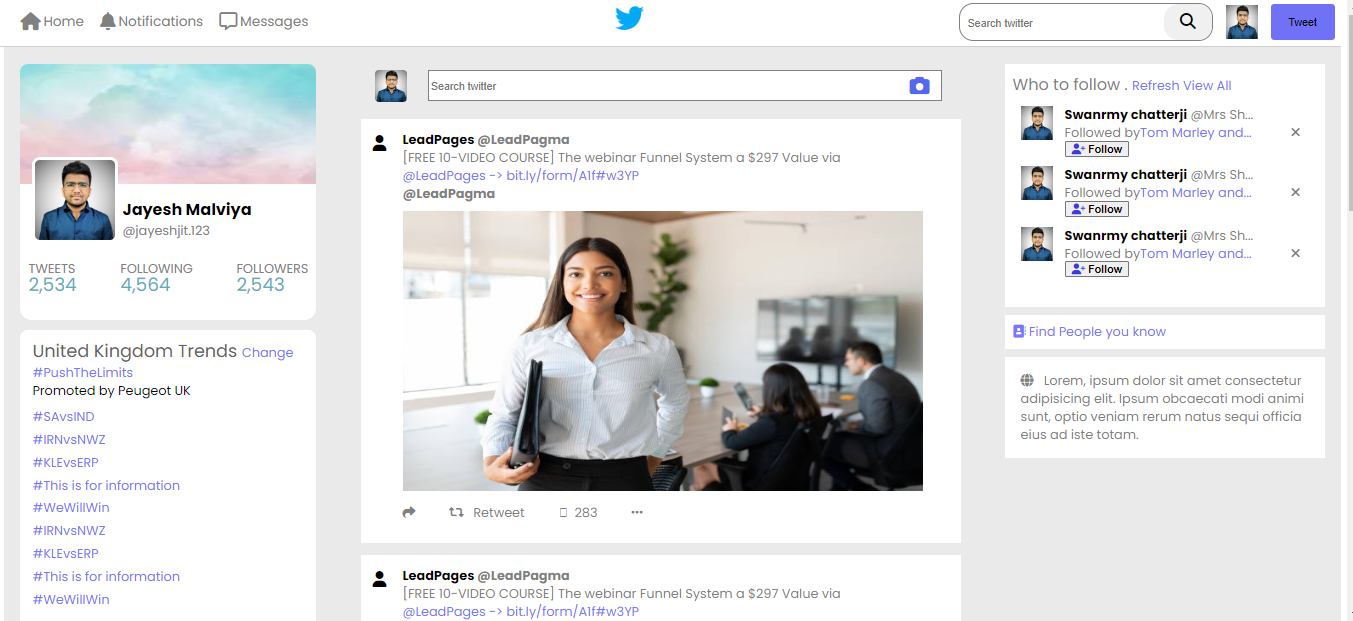 Home Notifications Messages
Search twitter
Tweet
Jayesh Malviya
@jayeshjit.123
TWEETS FOLLOWING FOLLOWERS
2,534 4,564 2,543
United Kingdom Trends Change
#PushTheLimits
Promoted by Peugeot UK
#SAvsIND
#IRNvsNWZ
#KLEvsERP
#This is for information
#WeWillWin
#IRNvsNWZ
#KLEvsERP
#This is for information
#WeWillWin
Search twitter
LeadPages @LeadPagma
[FREE 10-VIDEO COURSE] The webinar Funnel System a $297 Value via
@LeadPages -> bit.ly/form/A1f#w3YP
@LeadPagma
Retweet 283
LeadPages @LeadPagma
[FREE 10-VIDEO COURSE] The webinar Funnel System a $297 Value via
@LeadPages -> bit.ly/form/A1f#w3YP
Who to follow . Refresh View All
Swanrmy chatterji @Mrs Sh...
Followed byTom Marley and...
Follow
Swanrmy chatterji @Mrs Sh...
Followed byTom Marley and...
Follow
Swanrmy chatterji @Mrs Sh...
Followed byTom Marley and...
Follow
Find People you know
Lorem, ipsum dolor sit amet consectetur
adipisicing elit. Ipsum obcaecati modi animi
sunt, optio veniam rerum natus sequi officia
eius ad iste totam.